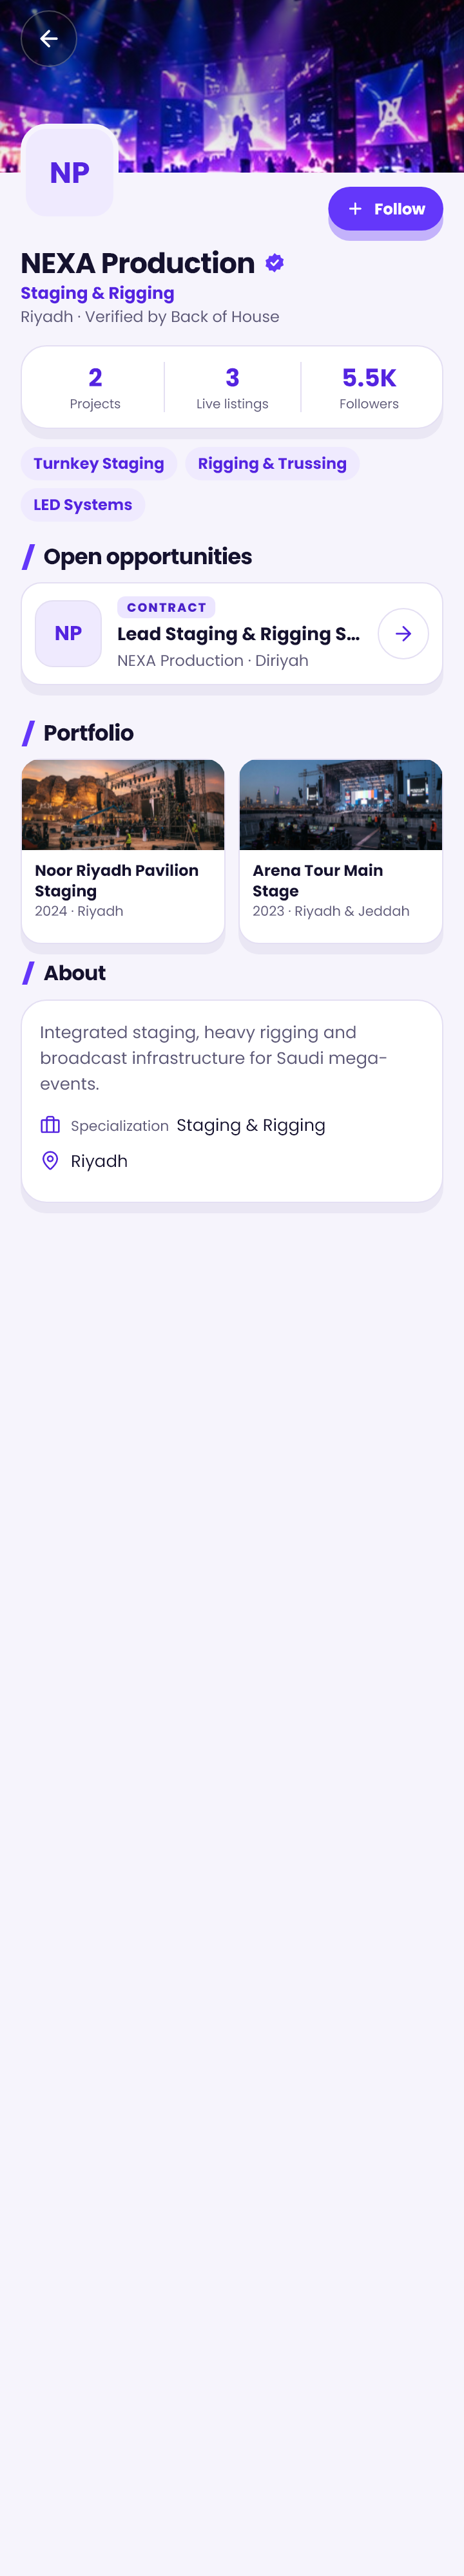 NP
Follow
NEXA Production
Staging & Rigging
Riyadh · Verified by Back of House
2
3
5.5K
Projects
Live listings
Followers
Turnkey Staging
Rigging & Trussing
LED Systems
Open opportunities
NP
CONTRACT
Lead Staging & Rigging S...
NEXA Production · Diriyah
Portfolio
Noor Riyadh Pavilion
Staging
2024 · Riyadh
Arena Tour Main
Stage
2023 · Riyadh & Jeddah
About
Integrated staging, heavy rigging and
broadcast infrastructure for Saudi mega-
events.
Specialization Staging & Rigging
Riyadh